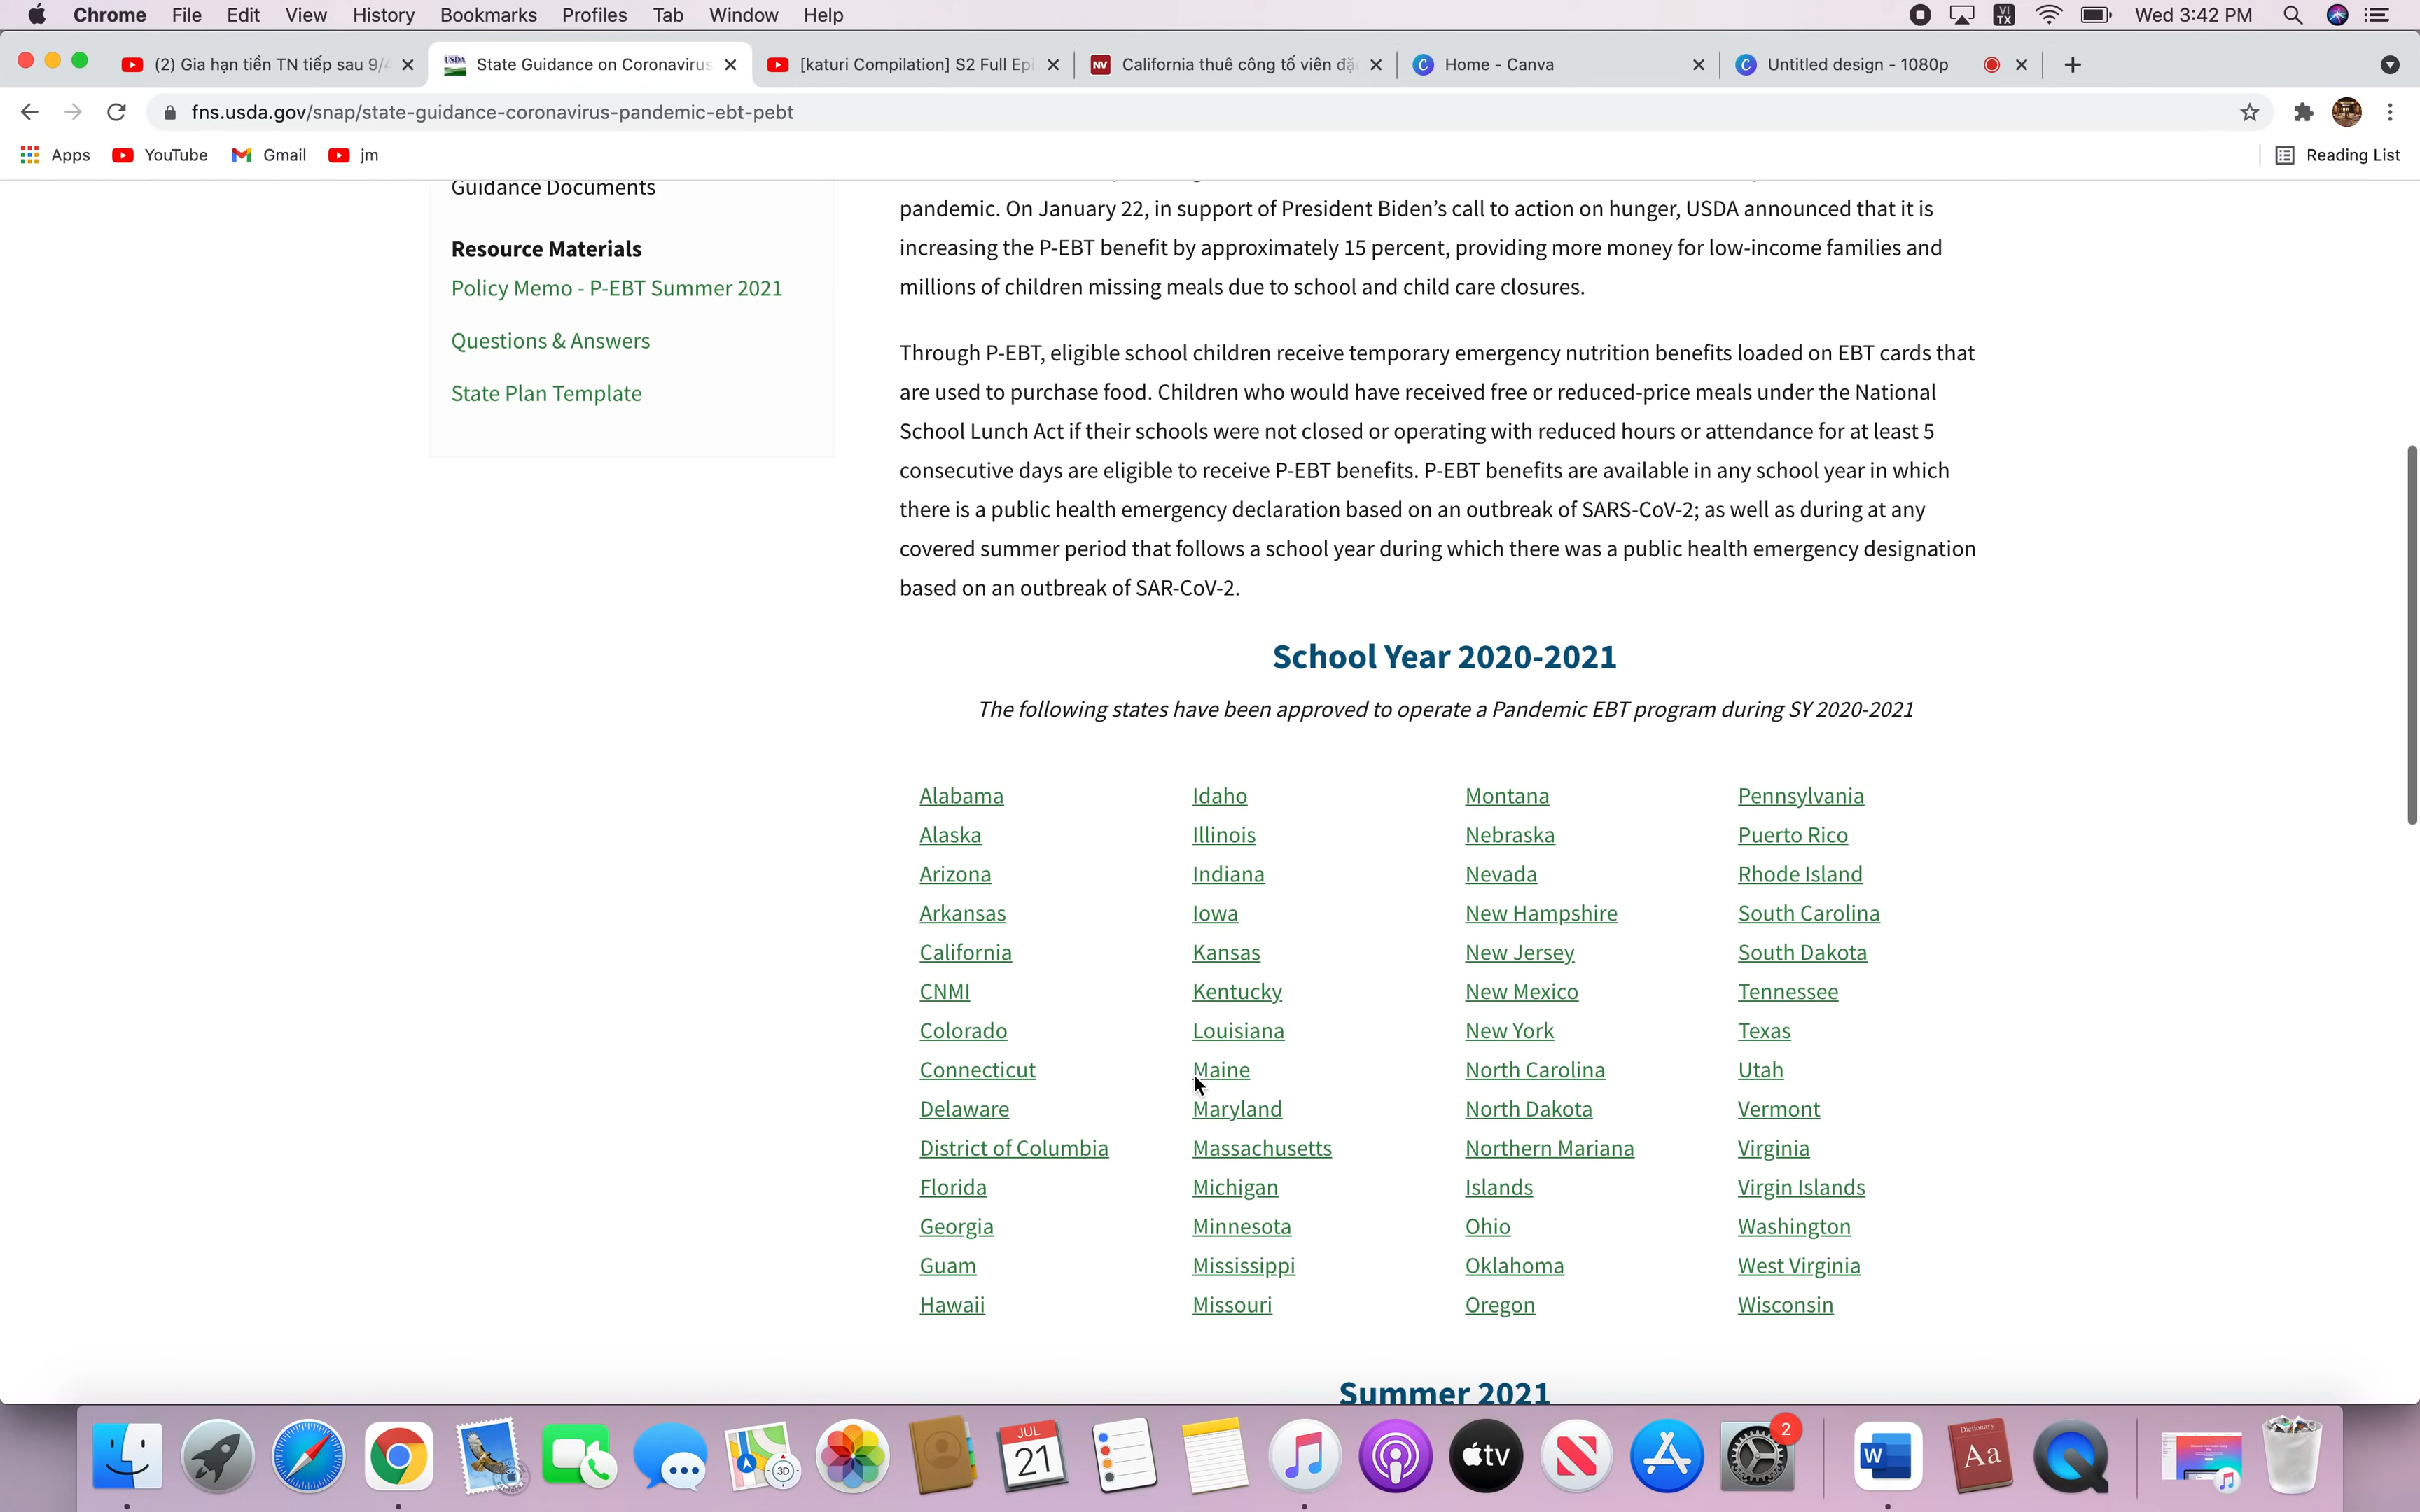 Chrome File Edit View History Bookmarks Profiles Tab Window Help
VI TX Wed 3:42 PM
(2) Gia hạn tiền TN tiếp sau 9/
USDA State Guidance on Coronavirus
[katuri Compilation] S2 Full Epi
NV California thuê công tố viên đặ
C Home - Canva
C Untitled design - 1080p
fns.usda.gov/snap/state-guidance-coronavirus-pandemic-ebt-pebt
Apps YouTube Gmail jm Reading List
Guidance Documents
Resource Materials
Policy Memo - P-EBT Summer 2021
Questions & Answers
State Plan Template
pandemic. On January 22, in support of President Biden’s call to action on hunger, USDA announced that it is
increasing the P-EBT benefit by approximately 15 percent, providing more money for low-income families and
millions of children missing meals due to school and child care closures.
Through P-EBT, eligible school children receive temporary emergency nutrition benefits loaded on EBT cards that
are used to purchase food. Children who would have received free or reduced-price meals under the National
School Lunch Act if their schools were not closed or operating with reduced hours or attendance for at least 5
consecutive days are eligible to receive P-EBT benefits. P-EBT benefits are available in any school year in which
there is a public health emergency declaration based on an outbreak of SARS-CoV-2; as well as during at any
covered summer period that follows a school year during which there was a public health emergency designation
based on an outbreak of SAR-CoV-2.
School Year 2020-2021
The following states have been approved to operate a Pandemic EBT program during SY 2020-2021
Alabama
Alaska
Arizona
Arkansas
California
CNMI
Colorado
Connecticut
Delaware
District of Columbia
Florida
Georgia
Guam
Hawaii
Idaho
Illinois
Indiana
Iowa
Kansas
Kentucky
Louisiana
Maine
Maryland
Massachusetts
Michigan
Minnesota
Mississippi
Missouri
Montana
Nebraska
Nevada
New Hampshire
New Jersey
New Mexico
New York
North Carolina
North Dakota
Northern Mariana
Islands
Ohio
Oklahoma
Oregon
Pennsylvania
Puerto Rico
Rhode Island
South Carolina
South Dakota
Tennessee
Texas
Utah
Vermont
Virginia
Virgin Islands
Washington
West Virginia
Wisconsin
Summer 2021
3D
JUL
21
tv
2
W
Dictionary
Aa